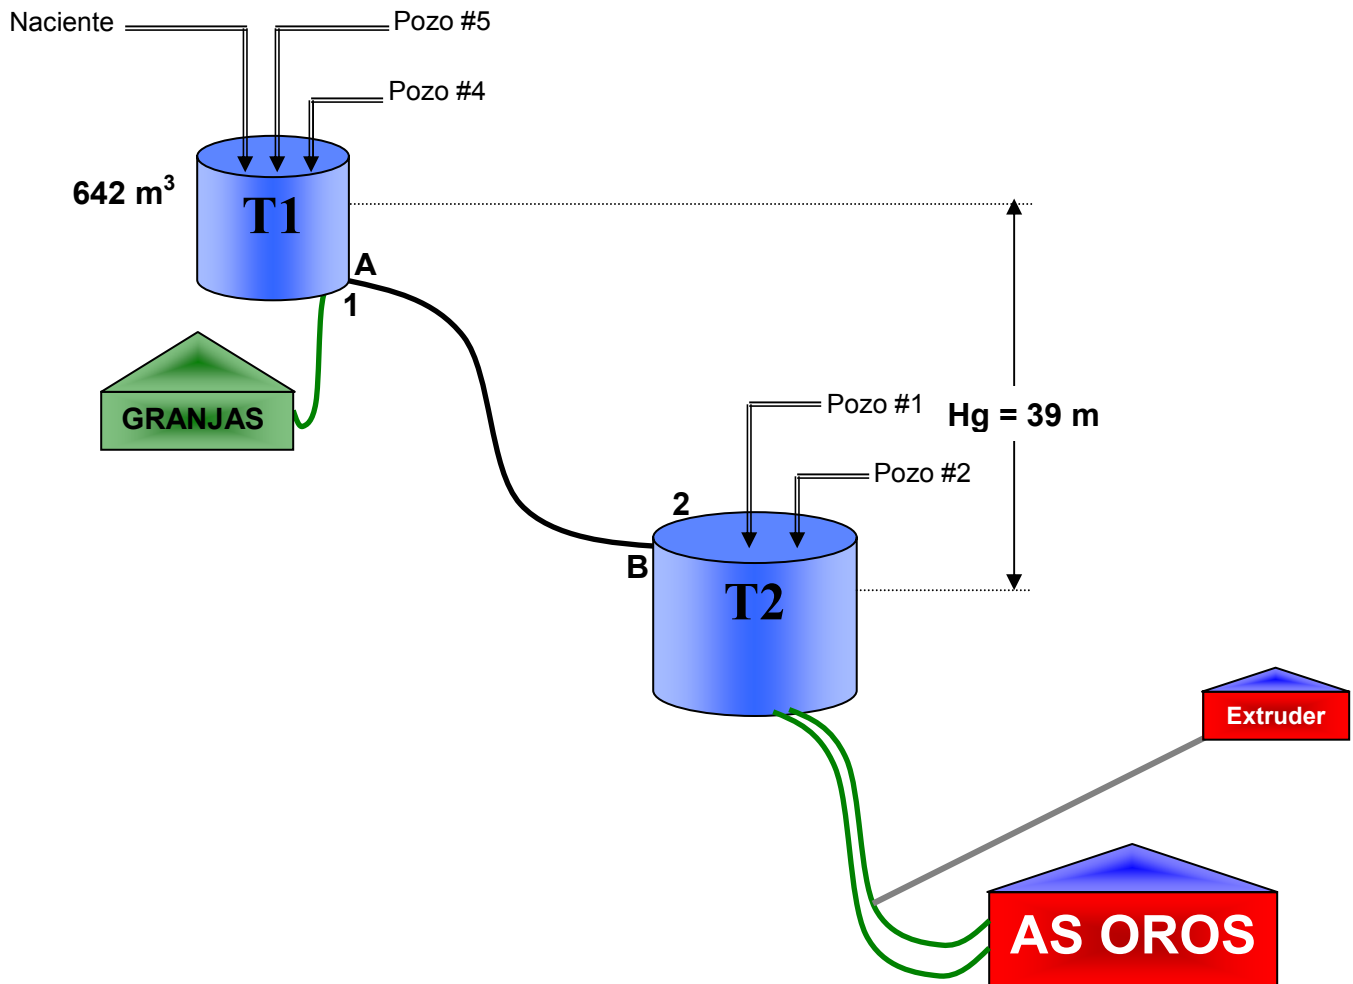 Naciente
Pozo #5
Pozo #4
642 m³
T1
A
1
GRANJAS
Pozo #1
Hg = 39 m
Pozo #2
2
B
T2
Extruder
AS OROS